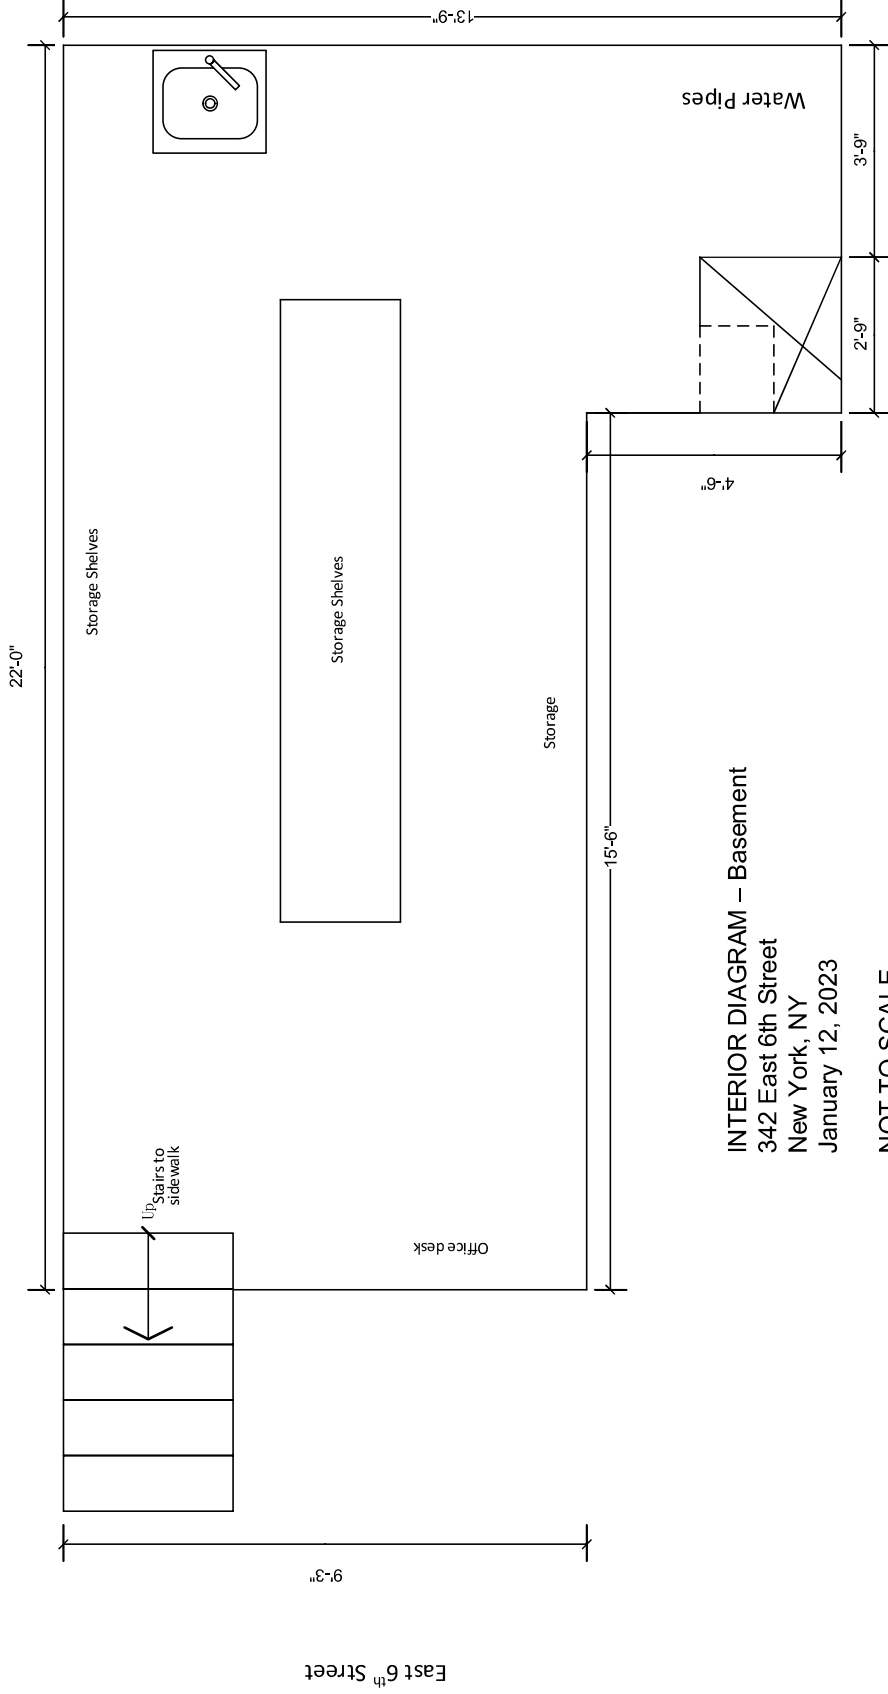 13'-9"
22'-0"
Water Pipes
3'-9"
2'-9"
4'-6"
Storage Shelves
Storage Shelves
Storage
15'-6"
Up
Stairs to
sidewalk
Office desk
9'-3"
East 6th Street
INTERIOR DIAGRAM – Basement
342 East 6th Street
New York, NY
January 12, 2023
NOT TO SCALE